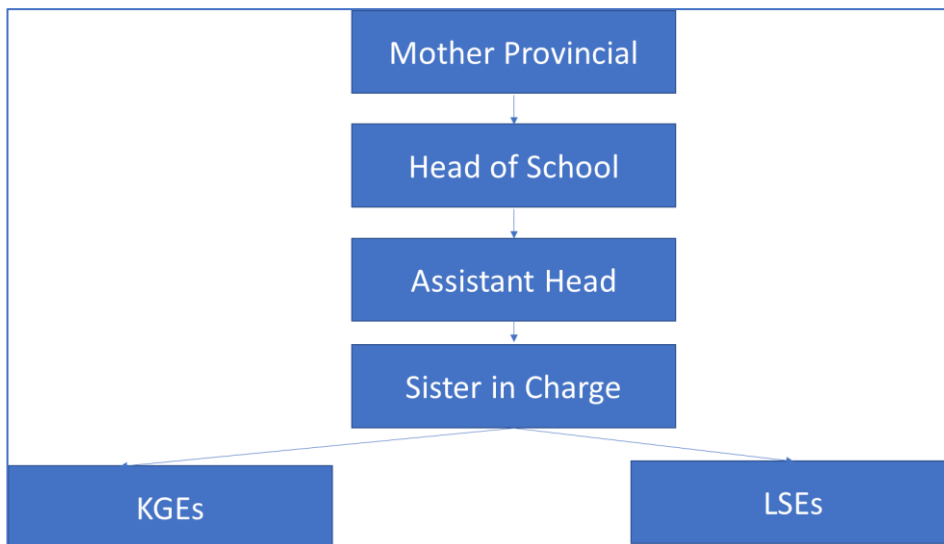 Mother Provincial
Head of School
Assistant Head
Sister in Charge
KGEs
LSEs